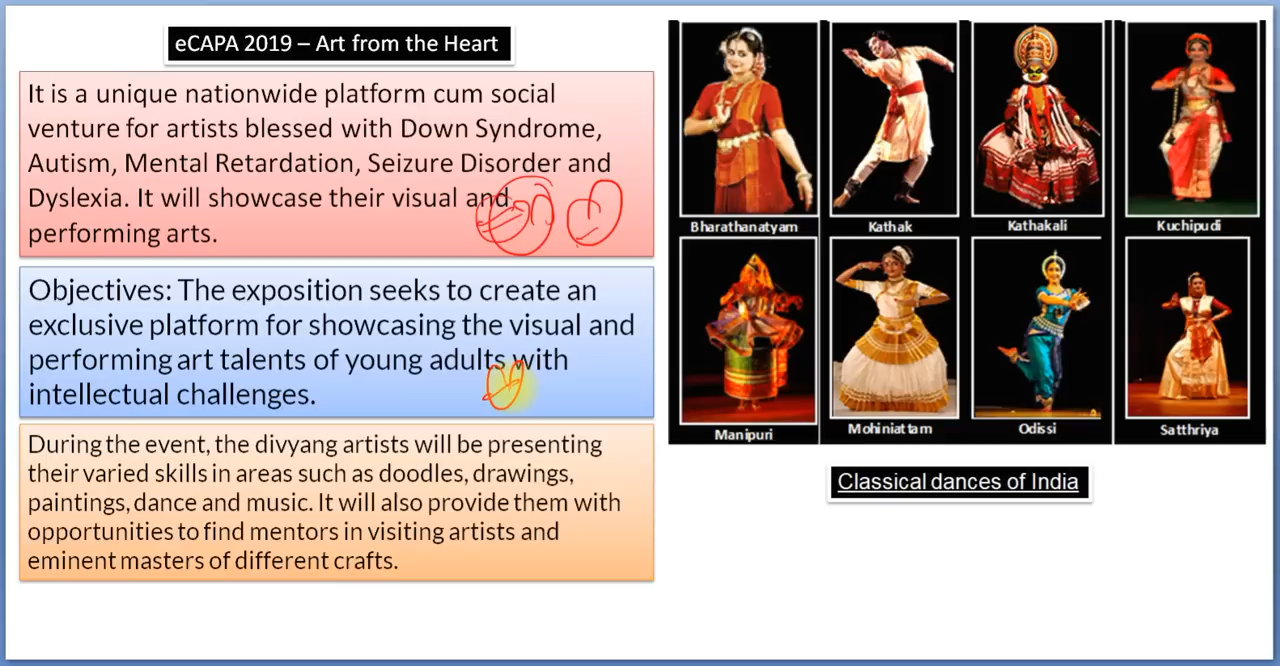 eCAPA 2019 – Art from the Heart
It is a unique nationwide platform cum social
venture for artists blessed with Down Syndrome,
Autism, Mental Retardation, Seizure Disorder and
Dyslexia. It will showcase their visual and
performing arts.
Objectives: The exposition seeks to create an
exclusive platform for showcasing the visual and
performing art talents of young adults with
intellectual challenges.
During the event, the divyang artists will be presenting
their varied skills in areas such as doodles, drawings,
paintings, dance and music. It will also provide them with
opportunities to find mentors in visiting artists and
eminent masters of different crafts.
Bharathanatyam
Kathak
Kathakali
Kuchipudi
Manipuri
Mohiniattam
Odissi
Satthriya
Classical dances of India